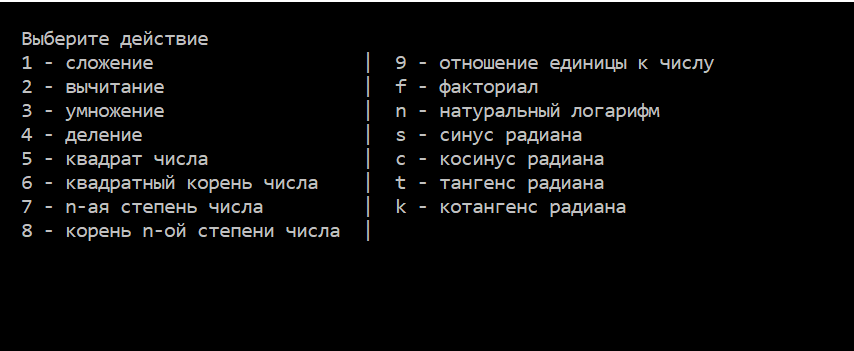 Выберите действие
1 - сложение | 9 - отношение единицы к числу
2 - вычитание | f - факториал
3 - умножение | n - натуральный логарифм
4 - деление | s - синус радиана
5 - квадрат числа | c - косинус радиана
6 - квадратный корень числа | t - тангенс радиана
7 - n-ая степень числа | k - котангенс радиана
8 - корень n-ой степени числа |